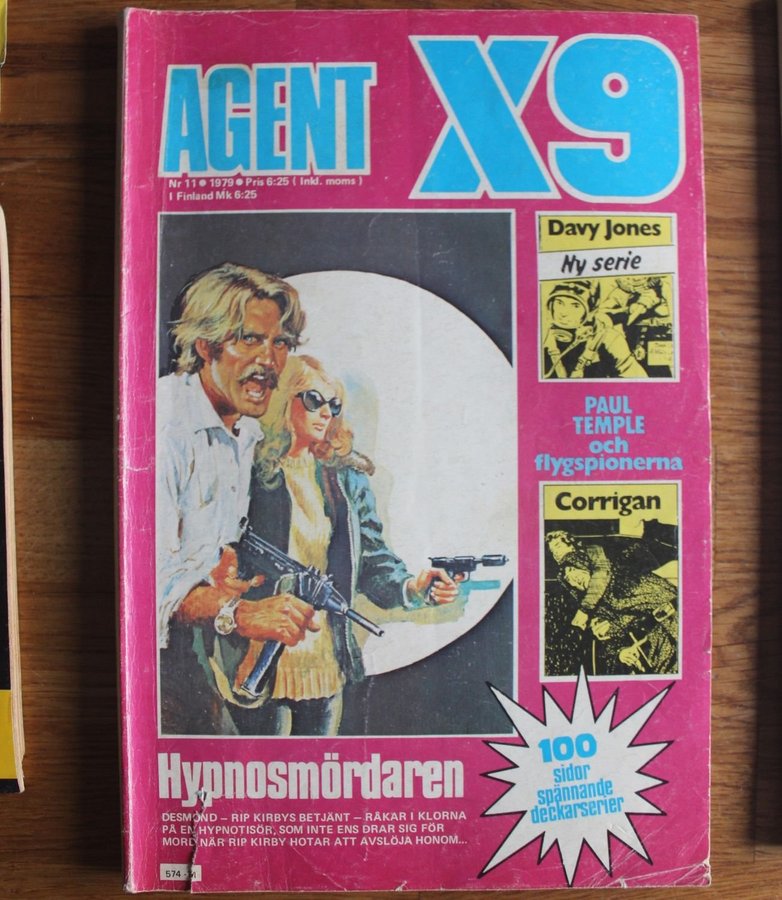 AGENT X9
Nr 11 • 1979 • Pris 6:25 ( Inkl. moms )
I Finland Mk 6:25
Davy Jones
Ny serie
PAUL
TEMPLE
och
flygspionerna
Corrigan
Hypnosmördaren
DESMOND – RIP KIRBYS BETJÄNT – RÅKAR I KLORNA
PÅ EN HYPNOTISÖR, SOM INTE ENS DRAR SIG FÖR
MORD NÄR RIP KIRBY HOTAR ATT AVSLÖJA HONOM...
100
sidor
spännande
deckarserier